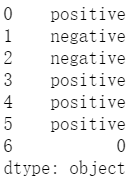 0    positive
1    negative
2    negative
3    positive
4    positive
5    positive
6           0
dtype: object